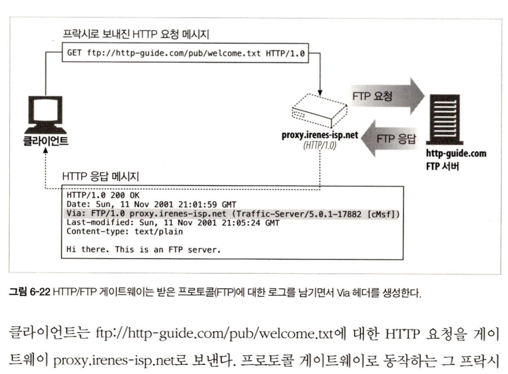 프락시로 보내진 HTTP 요청 메시지
GET ftp://http-guide.com/pub/welcome.txt HTTP/1.0
FTP 요청
클라이언트
proxy.irenes-isp.net
(HTTP/1.0)
FTP 응답
http-guide.com
FTP 서버
HTTP 응답 메시지
HTTP/1.0 200 OK
Date: Sun, 11 Nov 2001 21:01:59 GMT
Via: FTP/1.0 proxy.irenes-isp.net (Traffic-Server/5.0.1-17882 [cMsf])
Last-modified: Sun, 11 Nov 2001 21:05:24 GMT
Content-type: text/plain
Hi there. This is an FTP server.
그림 6-22 HTTP/FTP 게이트웨이는 받은 프로토콜(FTP)에 대한 로그를 남기면서 Via 헤더를 생성한다.
클라이언트는 ftp://http-guide.com/pub/welcome.txt에 대한 HTTP 요청을 게이
트웨이 proxy.irenes-isp.net로 보낸다. 프로토콜 게이트웨이로 동작하는 그 프락시